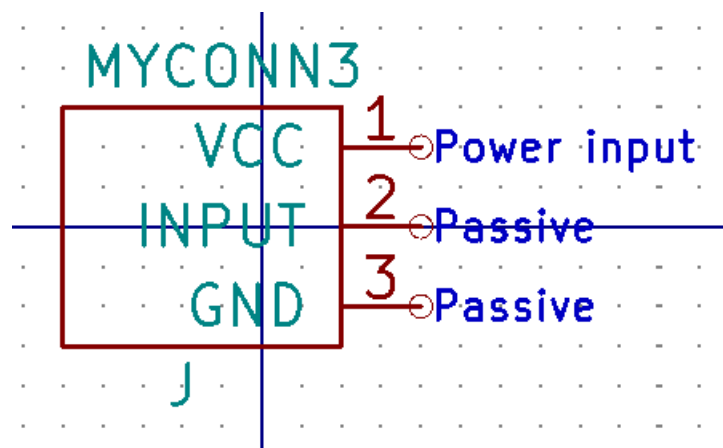 MYCONN3
VCC 1 Power input
INPUT 2 Passive
GND 3 Passive
J